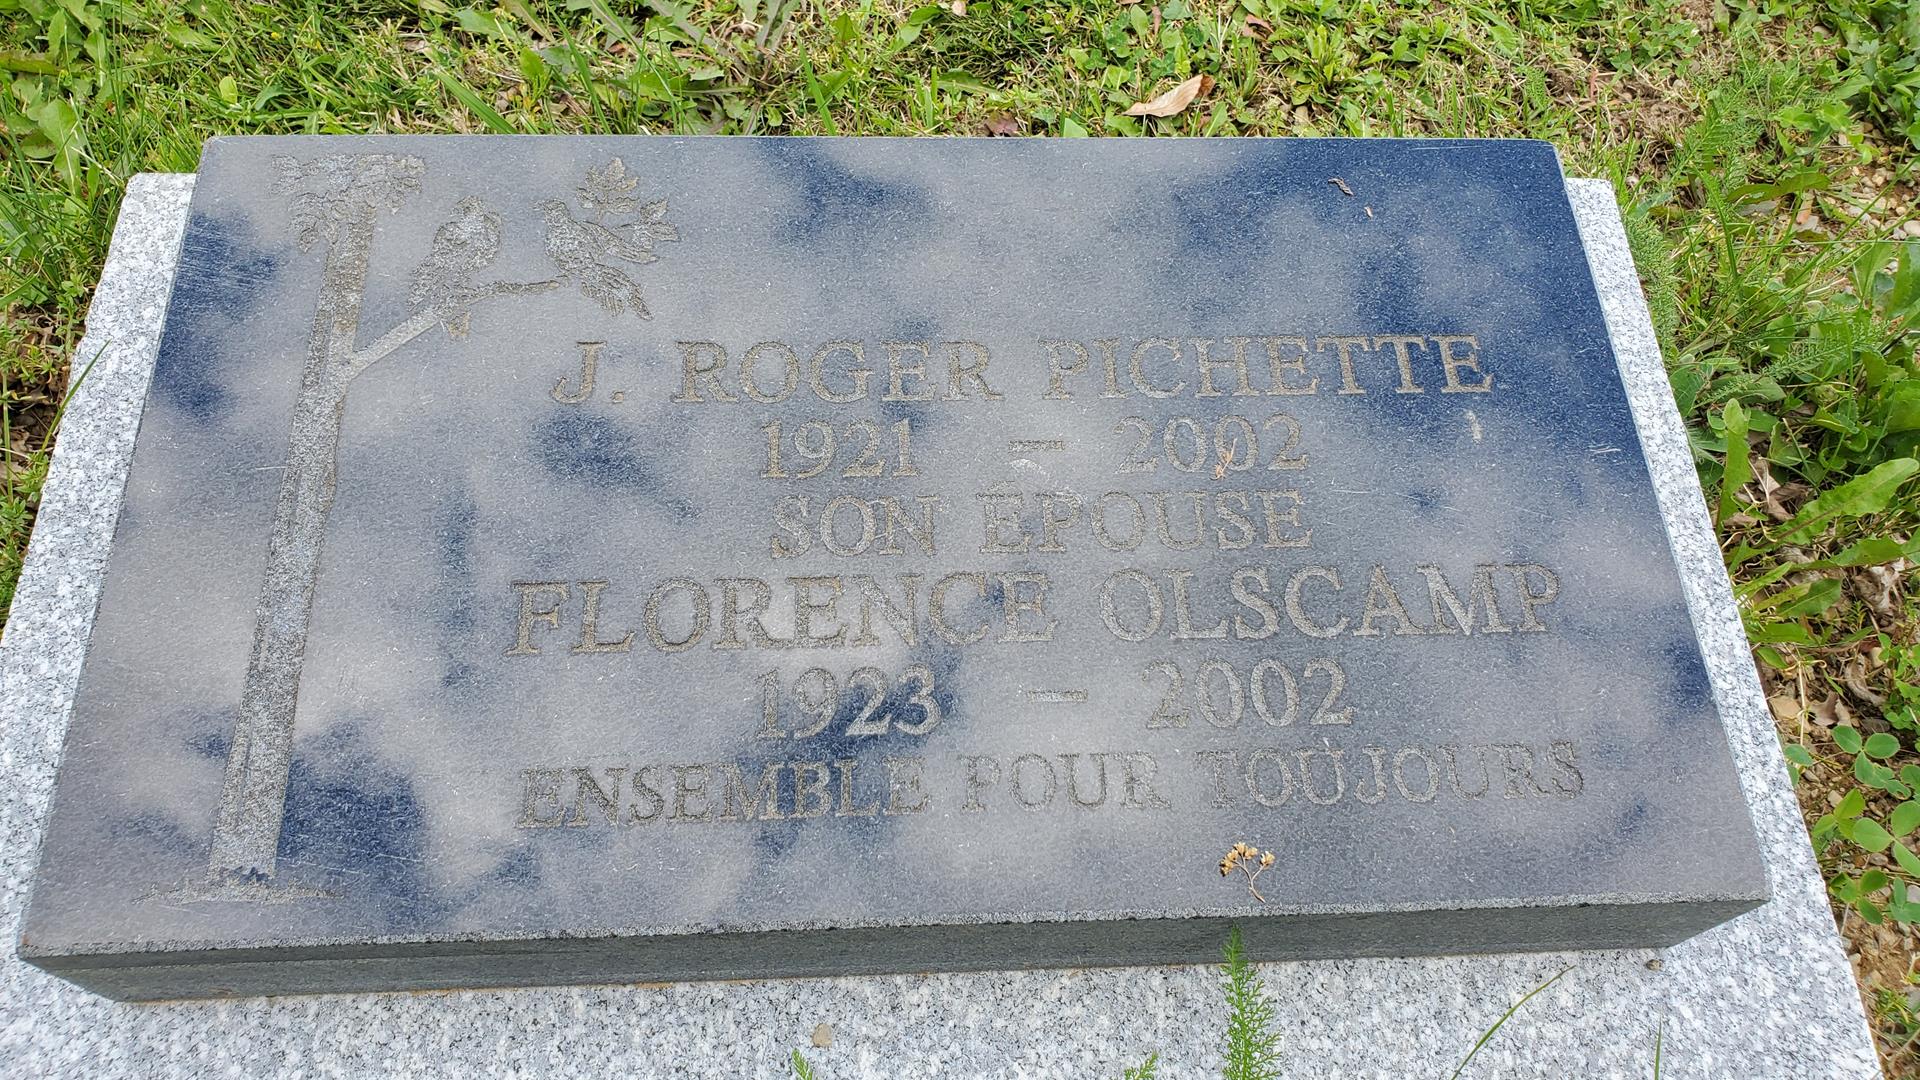 J. ROGER PICHETTE
1921 – 2002
SON ÉPOUSE
FLORENCE OLSCAMP
1923 – 2002
ENSEMBLE POUR TOUJOURS